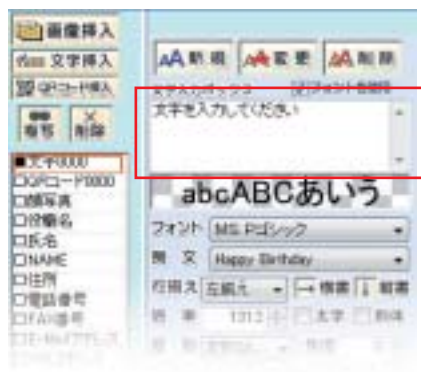 画像挿入
文字挿入
QRコード挿入
複写 削除
■文字0000
□QRコード0000
□顔写真
□役職名
□氏名
□NAME
□住所
□電話番号
□FAX番号
新規 変更 削除
文字を入力してください
abcABCあいう
フォント MS Pゴシック
例文 Happy Birthday
行揃え 左揃え 横書 縦書
太字 斜体